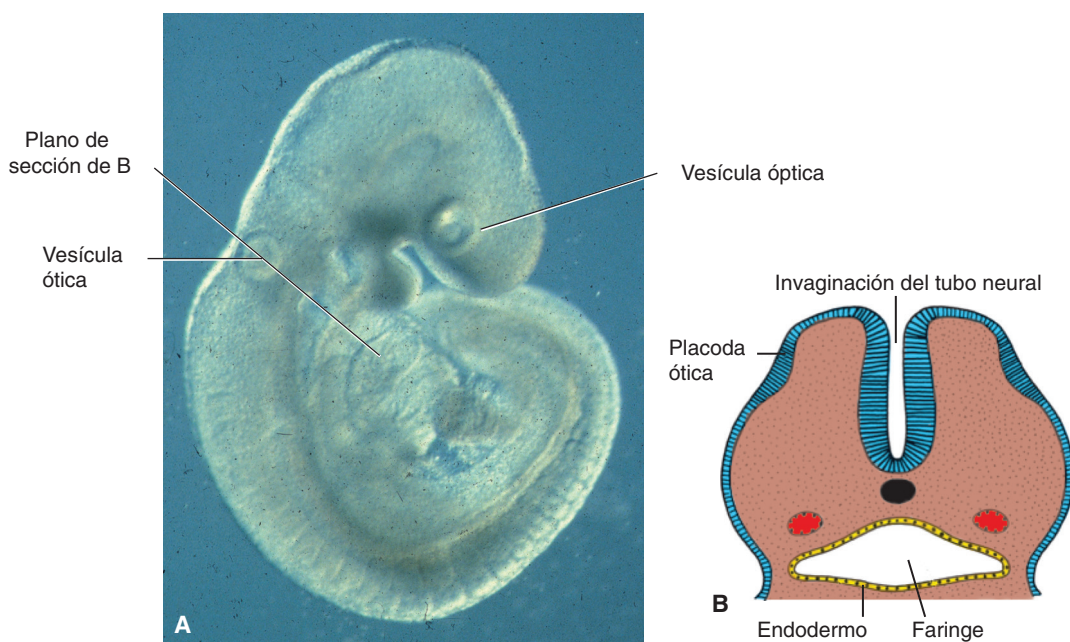 Plano de
sección de B
Vesícula
ótica
Vesícula óptica
A
Invaginación del tubo neural
Placoda
ótica
B
Endodermo
Faringe